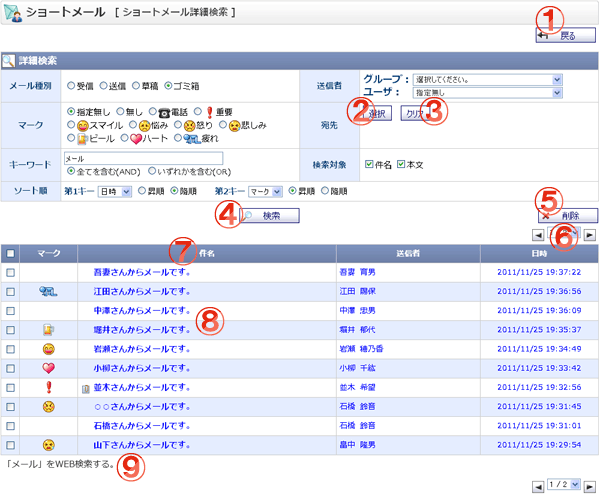 ショートメール [ ショートメール詳細検索 ]
① 戻る
詳細検索
メール種別 受信 送信 草稿 ゴミ箱 送信者 グループ： 選択してください。
ユーザ： 指定無し
マーク 指定無し 無し 電話 重要 宛先 ② 選択 ③ クリア
スマイル 悩み 怒り 悲しみ
ビール ハート 疲れ
キーワード メール 検索対象 件名 本文
全てを含む(AND) いずれかを含む(OR)
ソート順 第1キー 日時 昇順 降順 第2キー マーク 昇順 降順
④ 検索 ⑤ 削除
⑥
マーク ⑦ 件名 送信者 日時
吾妻さんからメールです。 吾妻 育男 2011/11/25 19:37:22
江田さんからメールです。 江田 陽保 2011/11/25 19:36:56
中澤さんからメールです。 中澤 忠男 2011/11/25 19:36:09
堀井さんからメールです。 ⑧ 堀井 郁代 2011/11/25 19:35:37
岩瀬さんからメールです。 岩瀬 穂乃香 2011/11/25 19:34:49
小柳さんからメールです。 小柳 千紘 2011/11/25 19:33:42
並木さんからメールです。 並木 希望 2011/11/25 19:32:56
○○さんからメールです。 石橋 鈴音 2011/11/25 19:31:45
石橋さんからメールです。 石橋 鈴音 2011/11/25 19:31:01
山下さんからメールです。 畠中 隆男 2011/11/25 19:29:54
「メール」をWEB検索する。 ⑨
1 / 2